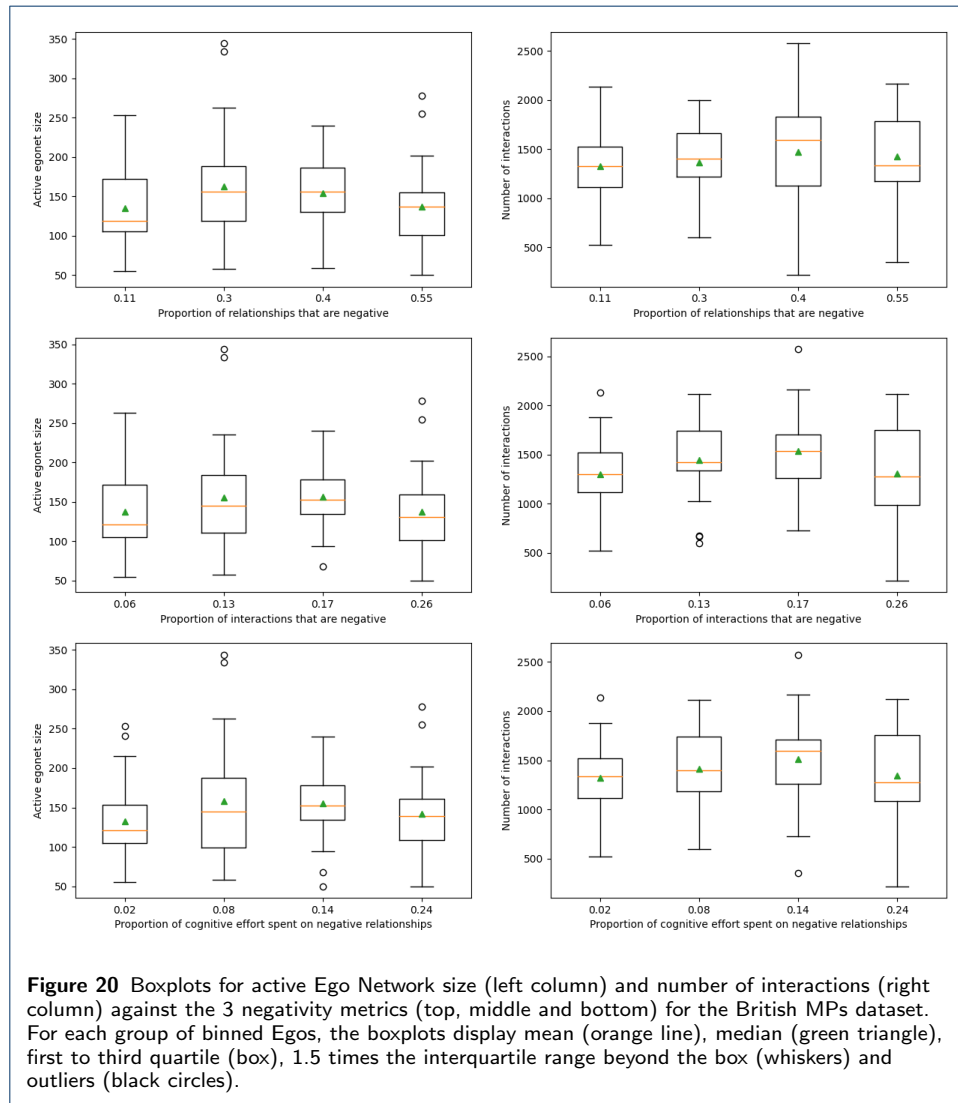 350
300
250
200
150
100
50
Active egonet size
0.11 0.3 0.4 0.55
Proportion of relationships that are negative
2500
2000
1500
1000
500
Number of interactions
0.11 0.3 0.4 0.55
Proportion of relationships that are negative
350
300
250
200
150
100
50
Active egonet size
0.06 0.13 0.17 0.26
Proportion of interactions that are negative
2500
2000
1500
1000
500
Number of interactions
0.06 0.13 0.17 0.26
Proportion of interactions that are negative
350
300
250
200
150
100
50
Active egonet size
0.02 0.08 0.14 0.24
Proportion of cognitive effort spent on negative relationships
2500
2000
1500
1000
500
Number of interactions
0.02 0.08 0.14 0.24
Proportion of cognitive effort spent on negative relationships
Figure 20 Boxplots for active Ego Network size (left column) and number of interactions (right
column) against the 3 negativity metrics (top, middle and bottom) for the British MPs dataset.
For each group of binned Egos, the boxplots display mean (orange line), median (green triangle),
first to third quartile (box), 1.5 times the interquartile range beyond the box (whiskers) and
outliers (black circles).